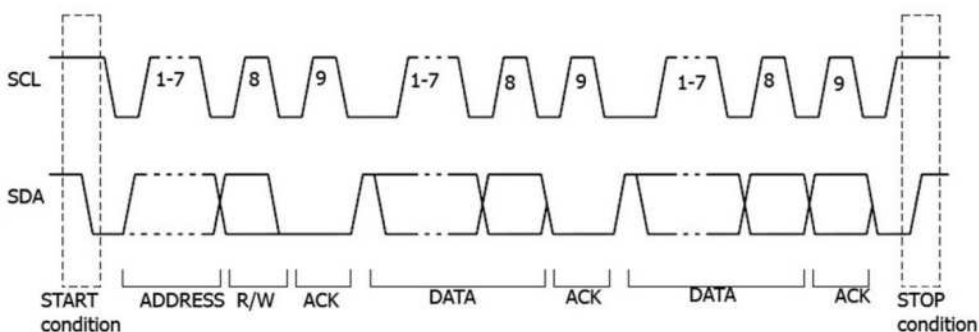 SCL
1-7 8 9 1-7 8 9 1-7 8 9
SDA
START condition
ADDRESS R/W ACK DATA ACK DATA ACK
STOP condition